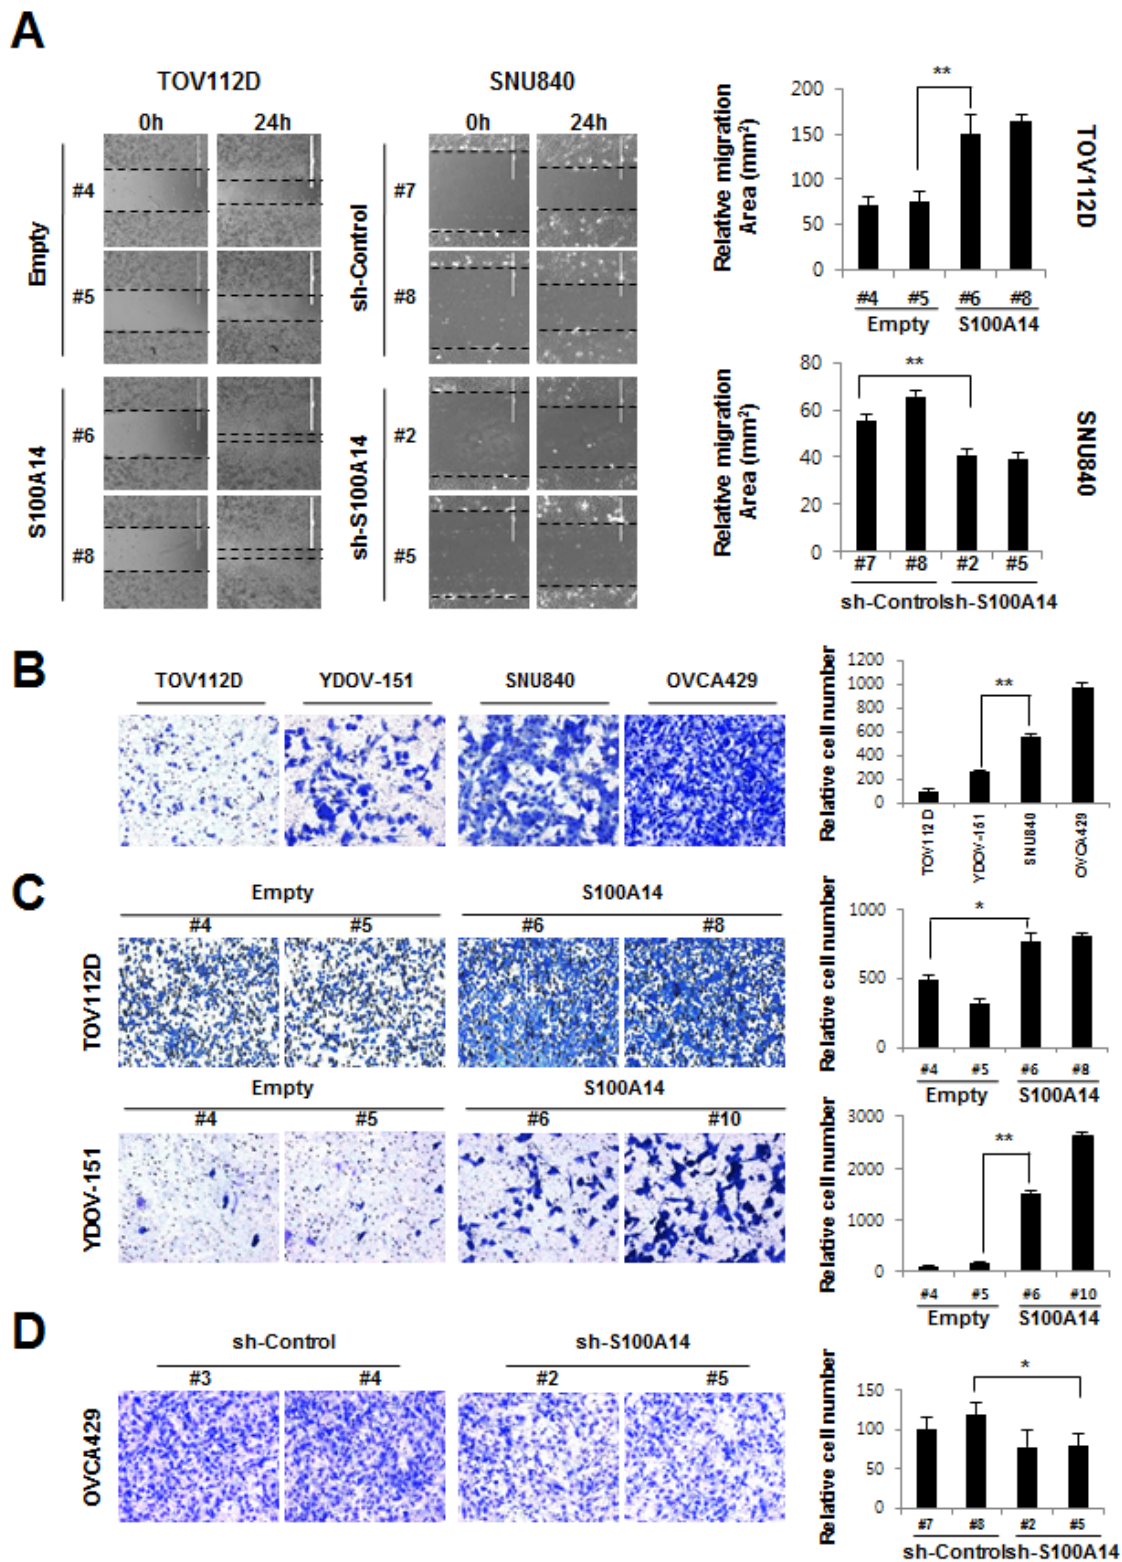 A
TOV112D
SNU840
0h
24h
0h
24h
Empty
#4
#5
sh-Control
#7
#8
S100A14
#6
#8
sh-S100A14
#2
#5
Relative migration
Area (mm²)
200
150
100
50
0
**
#4
#5
#6
#8
Empty
S100A14
TOV112D
Relative migration
Area (mm²)
80
60
40
20
0
**
#7
#8
#2
#5
sh-Control
sh-S100A14
SNU840
B
TOV112D
YDOV-151
SNU840
OVCA429
Relative cell number
1200
1000
800
600
400
200
0
**
TOV112D
YDOV-151
SNU840
OVCA429
C
Empty
S100A14
#4
#5
#6
#8
TOV112D
Relative cell number
1000
500
0
*
#4
#5
#6
#8
Empty
S100A14
Empty
S100A14
#4
#5
#6
#10
YDOV-151
Relative cell number
3000
2000
1000
0
**
#4
#5
#6
#10
Empty
S100A14
D
sh-Control
sh-S100A14
#3
#4
#2
#5
OVCA429
Relative cell number
150
100
50
0
*
#7
#8
#2
#5
sh-Control
sh-S100A14